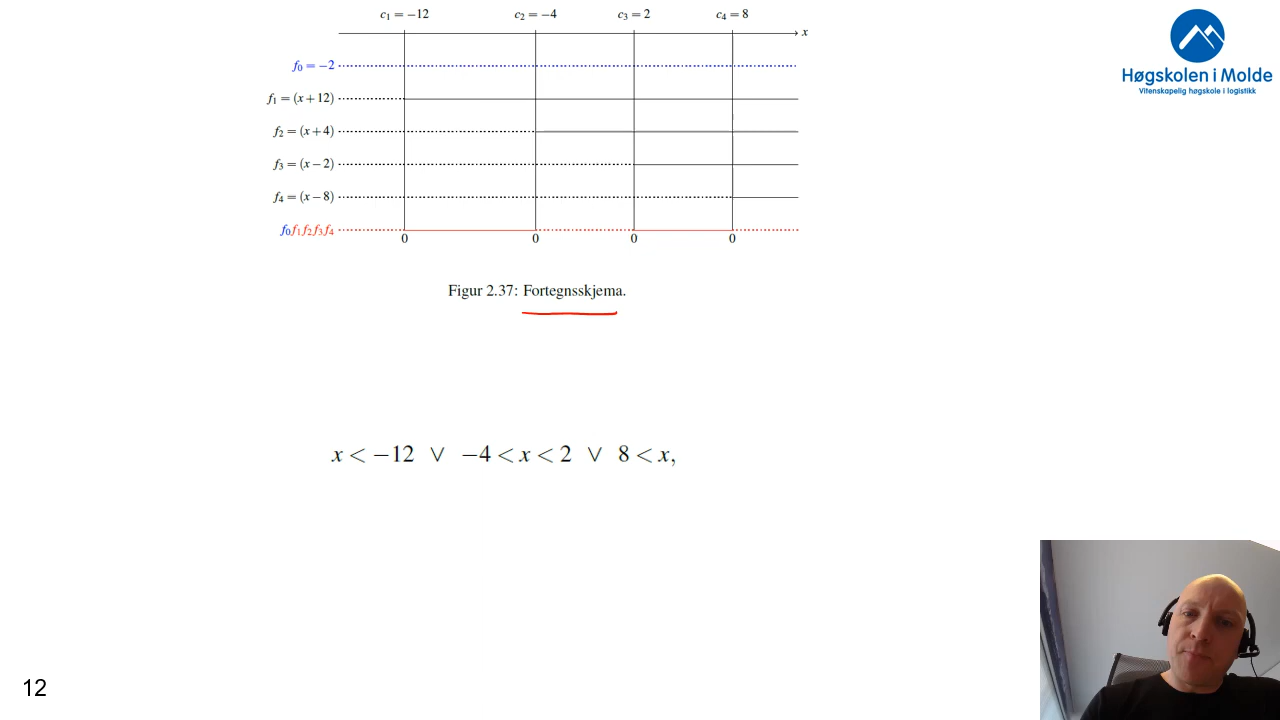 c₁ = −12 c₂ = −4 c₃ = 2 c₄ = 8
x
f₀ = −2
f₁ = (x + 12)
f₂ = (x + 4)
f₃ = (x − 2)
f₄ = (x − 8)
f₀f₁f₂f₃f₄
0 0 0 0
Figur 2.37: Fortegnsskjema.
x < −12 ∨ −4 < x < 2 ∨ 8 < x,
12
Høgskolen i Molde
Vitenskapelig høgskole i logistikk